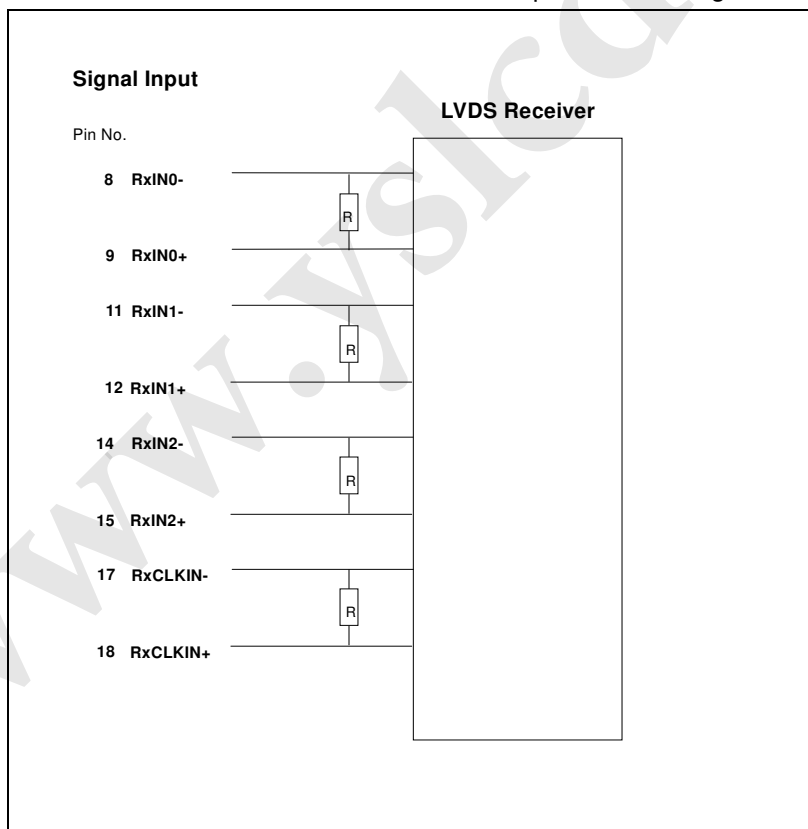 Signal Input
LVDS Receiver
Pin No.
8 RxIN0-
R
9 RxIN0+
11 RxIN1-
R
12 RxIN1+
14 RxIN2-
R
15 RxIN2+
17 RxCLKIN-
R
18 RxCLKIN+
www.yslcd